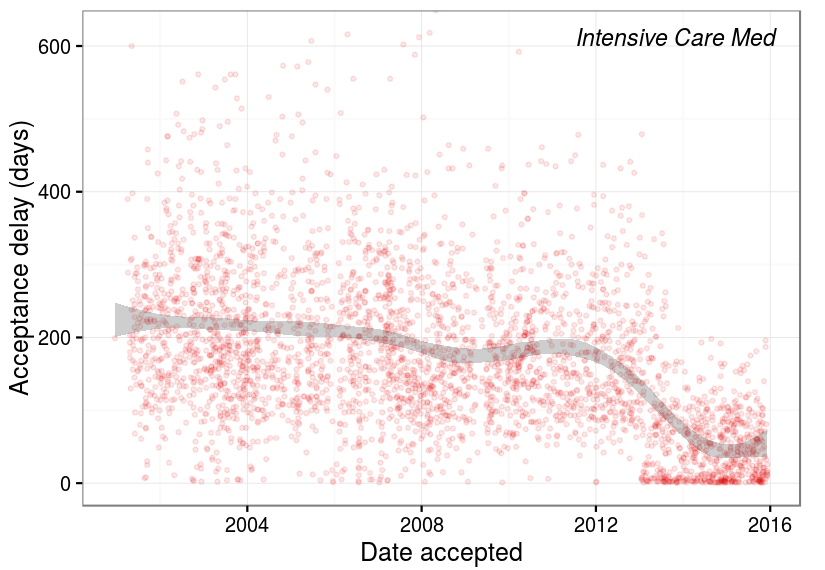 Intensive Care Med
600
400
200
0
Acceptance delay (days)
2004 2008 2012 2016
Date accepted